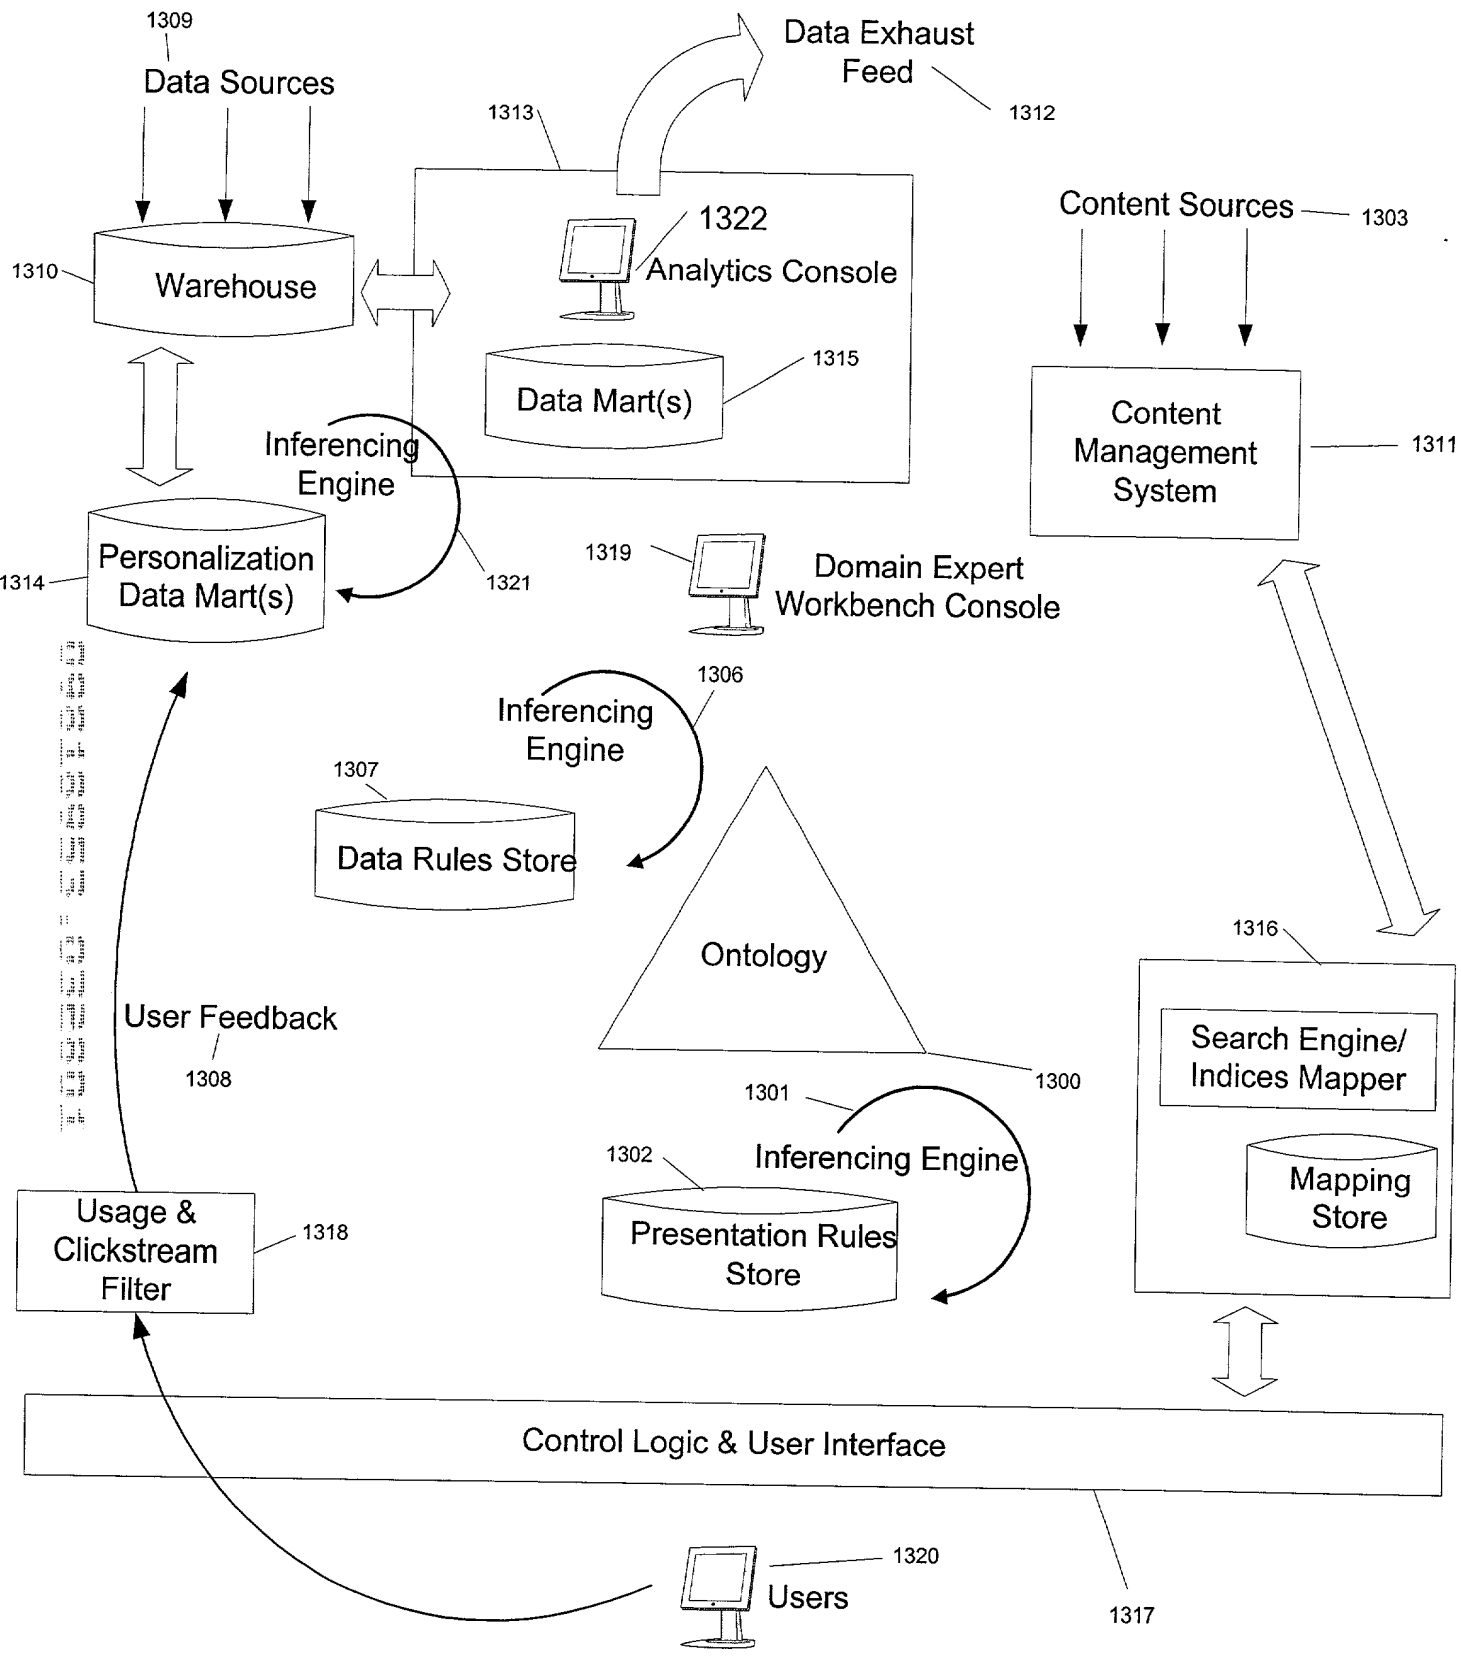 1309
Data Sources
Data Exhaust
Feed
1312
1313
1322
Analytics Console
Content Sources
1303
1310
Warehouse
1315
Data Mart(s)
Content
Management
System
1311
Inferencing
Engine
1321
Personalization
Data Mart(s)
1314
1319
Domain Expert
Workbench Console
1306
Inferencing
Engine
1307
Data Rules Store
Ontology
1300
1316
Search Engine/
Indices Mapper
Mapping
Store
User Feedback
1308
1301
Inferencing Engine
1302
Presentation Rules
Store
Usage &
Clickstream
Filter
1318
Control Logic & User Interface
1317
1320
Users